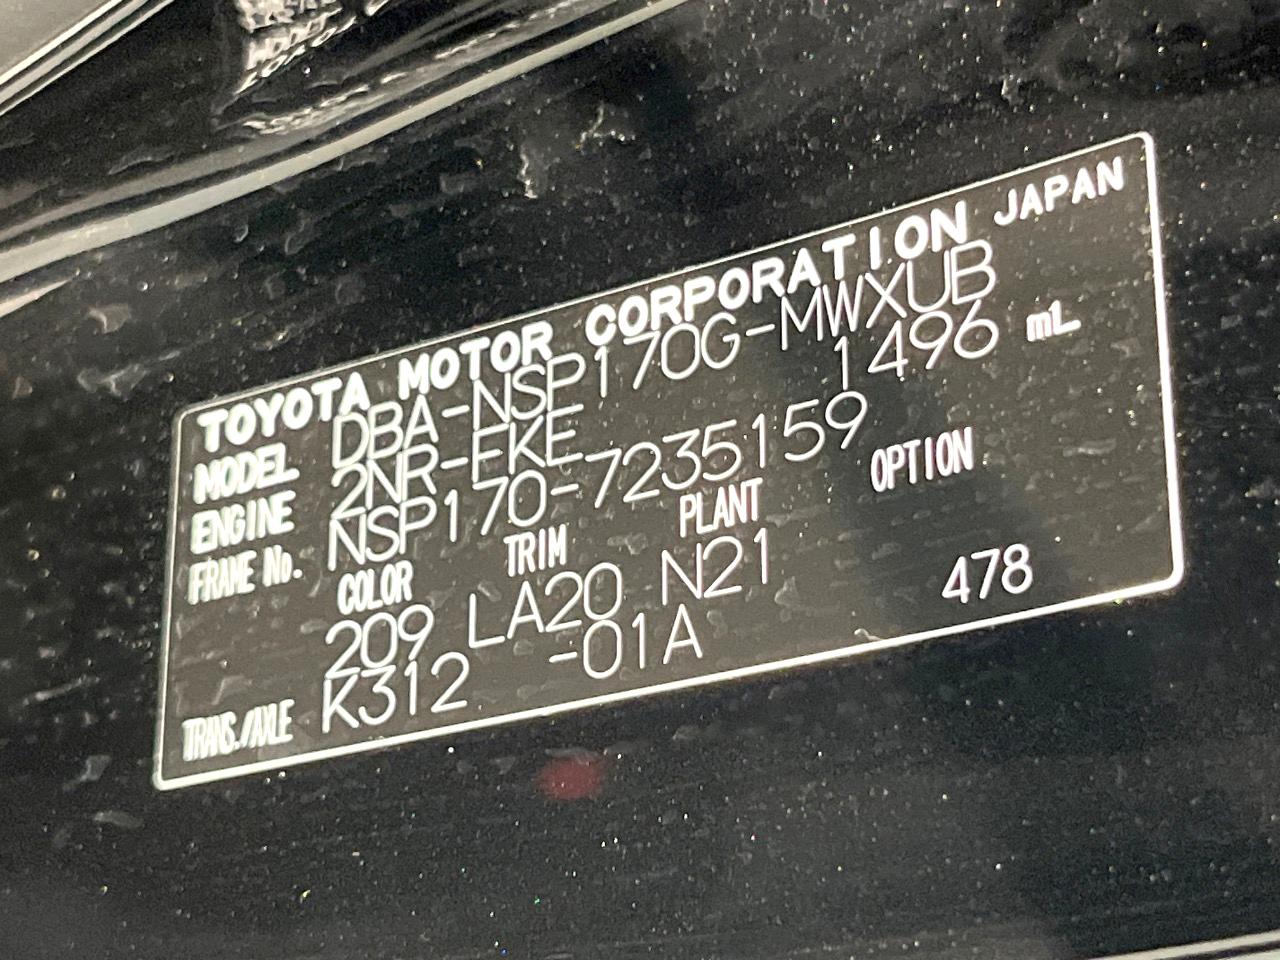 TOYOTA MOTOR CORPORATION JAPAN
MODEL DBA-NSP170G-MWXUB
ENGINE 2NR-FKE 1496 mL
FRAME No. NSP170-7235159
COLOR TRIM PLANT OPTION
209 LA20 N21
TRANS./AXLE K312 -01A 478